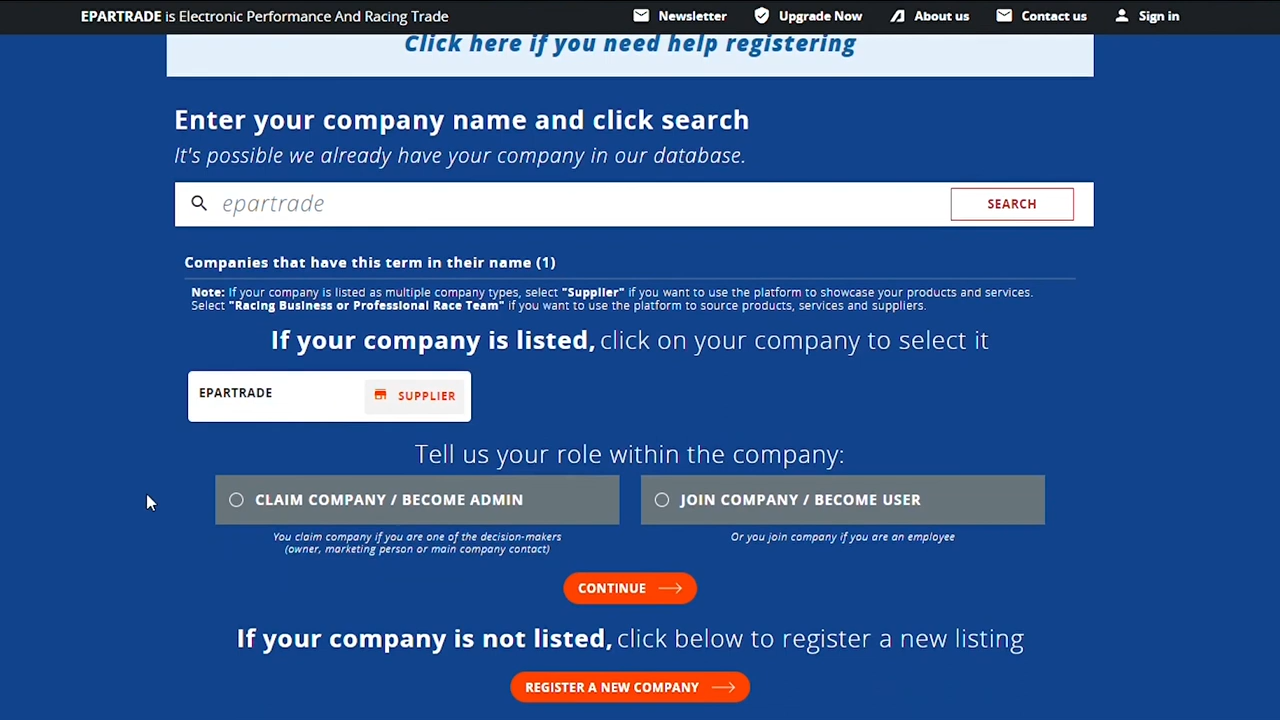 EPARTRADE is Electronic Performance And Racing Trade
Newsletter
Upgrade Now
About us
Contact us
Sign in
Click here if you need help registering
Enter your company name and click search
It's possible we already have your company in our database.
epartrade
SEARCH
Companies that have this term in their name (1)
Note: If your company is listed as multiple company types, select "Supplier" if you want to use the platform to showcase your products and services.
Select "Racing Business or Professional Race Team" if you want to use the platform to source products, services and suppliers.
If your company is listed, click on your company to select it
EPARTRADE
SUPPLIER
Tell us your role within the company:
CLAIM COMPANY / BECOME ADMIN
JOIN COMPANY / BECOME USER
You claim company if you are one of the decision-makers
(owner, marketing person or main company contact)
Or you join company if you are an employee
CONTINUE
If your company is not listed, click below to register a new listing
REGISTER A NEW COMPANY